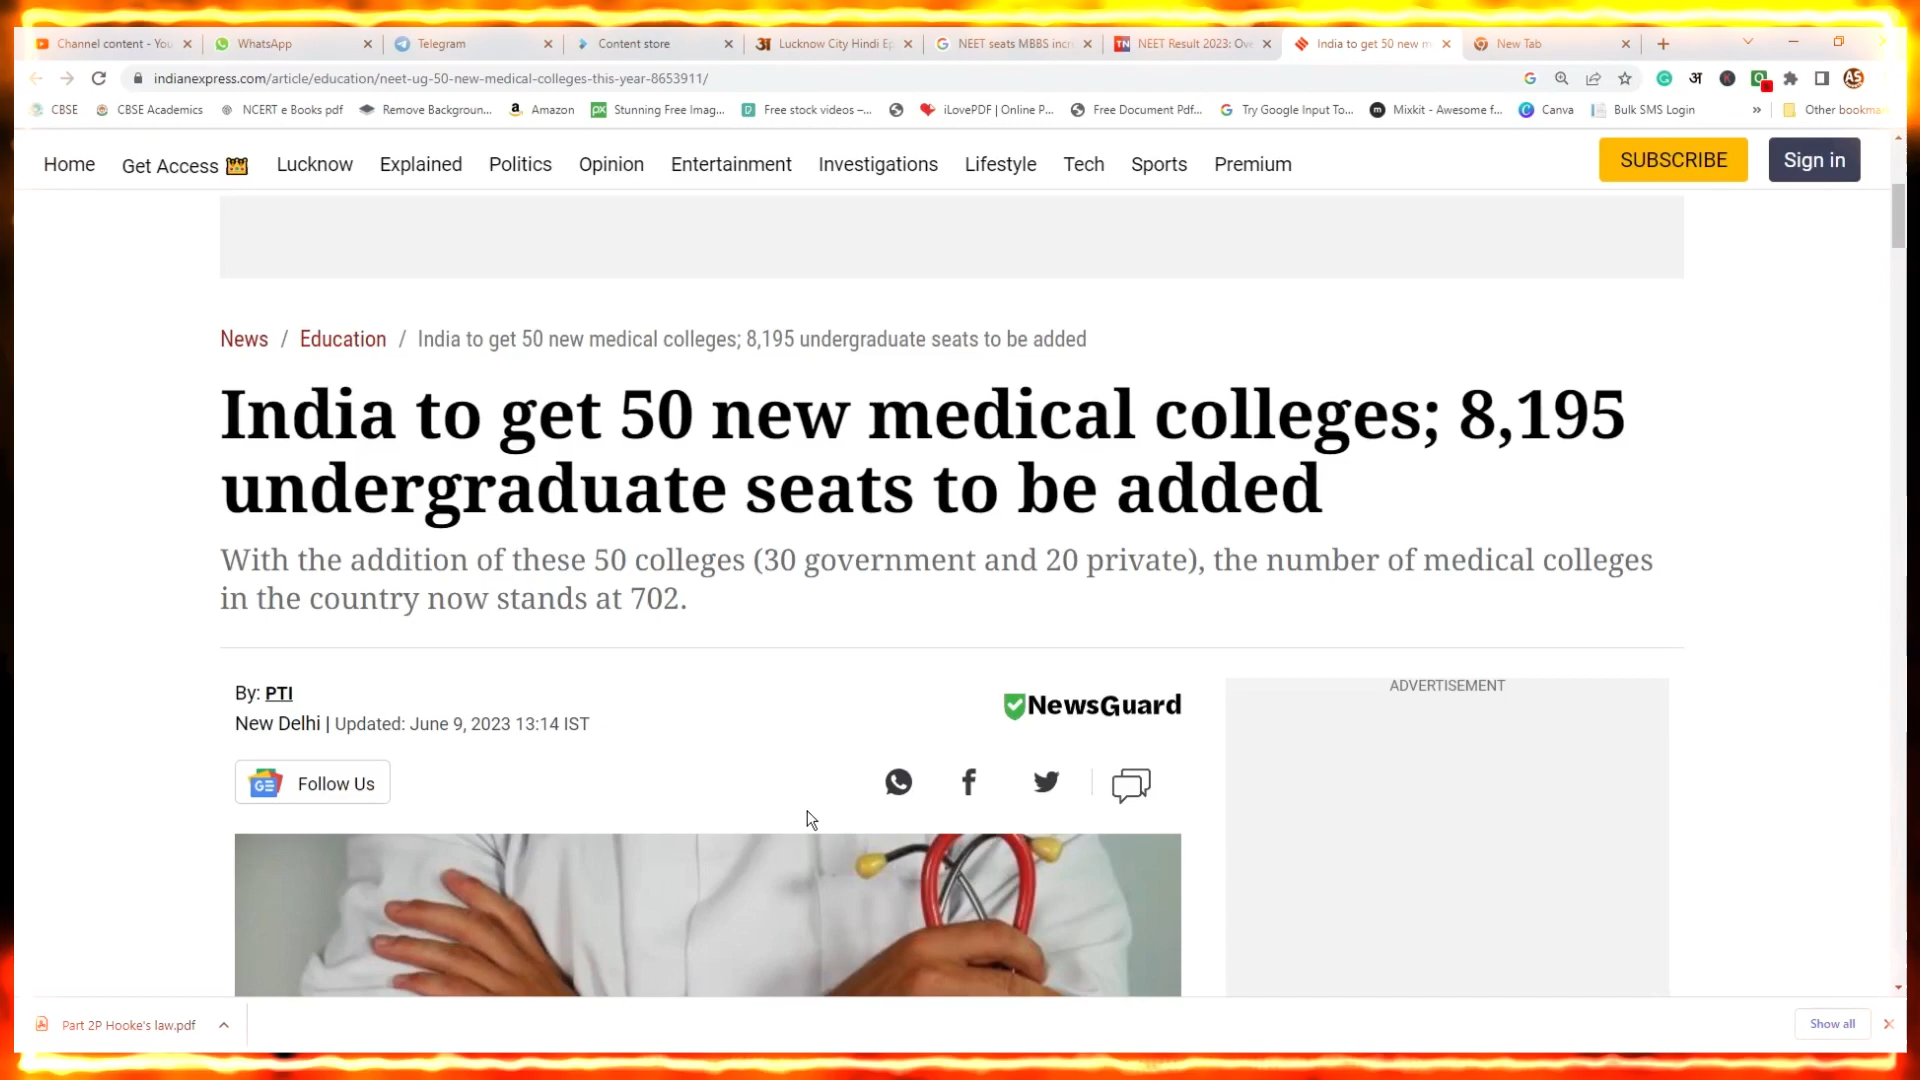 Channel content - You
WhatsApp
Telegram
Content store
Lucknow City Hindi Ep
NEET seats MBBS incr
NEET Result 2023: Ove
India to get 50 new m
New Tab
indianexpress.com/article/education/neet-ug-50-new-medical-colleges-this-year-8653911/
CBSE
CBSE Academics
NCERT e Books pdf
Remove Backgroun...
Amazon
Stunning Free Imag...
Free stock videos –...
iLovePDF | Online P...
Free Document Pdf...
Try Google Input To...
Mixkit - Awesome f...
Canva
Bulk SMS Login
»
Other bookma
Home
Get Access
Lucknow
Explained
Politics
Opinion
Entertainment
Investigations
Lifestyle
Tech
Sports
Premium
SUBSCRIBE
Sign in
News / Education / India to get 50 new medical colleges; 8,195 undergraduate seats to be added
India to get 50 new medical colleges; 8,195
undergraduate seats to be added
With the addition of these 50 colleges (30 government and 20 private), the number of medical colleges
in the country now stands at 702.
By: PTI
New Delhi | Updated: June 9, 2023 13:14 IST
NewsGuard
ADVERTISEMENT
GE Follow Us
Part 2P Hooke's law.pdf
Show all